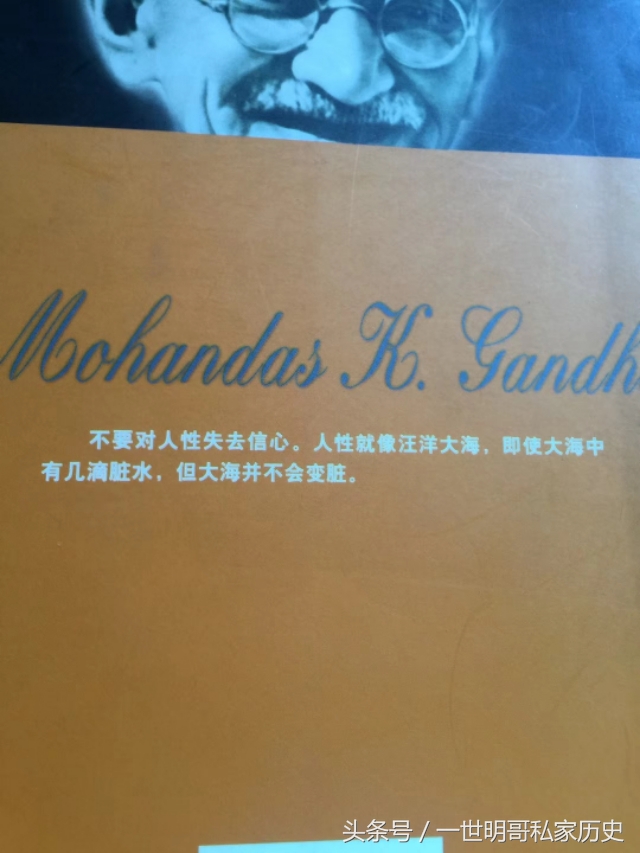 Mohandas K. Gandh
不要对人性失去信心。人性就像汪洋大海，即使大海中
有几滴脏水，但大海并不会变脏。
头条号／一世明哥私家历史